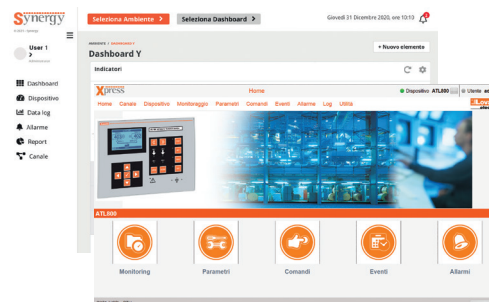 Synergy
Seleziona Ambiente >
Seleziona Dashboard >
Giovedì 31 Dicembre 2020, ore 10:13
User 1
>
Dashboard Y
+ Nuovo elemento
Indicatori
Dashboard
Dispositivo
Data log
Allarme
Report
Canale
Xpress
Home
Dispositivo ATL800
Utente
Home Canale Dispositivo Monitoraggio Parametri Comandi Eventi Allarme Log Utilità
ATL800
Monitoring
Parametri
Comandi
Eventi
Allarmi